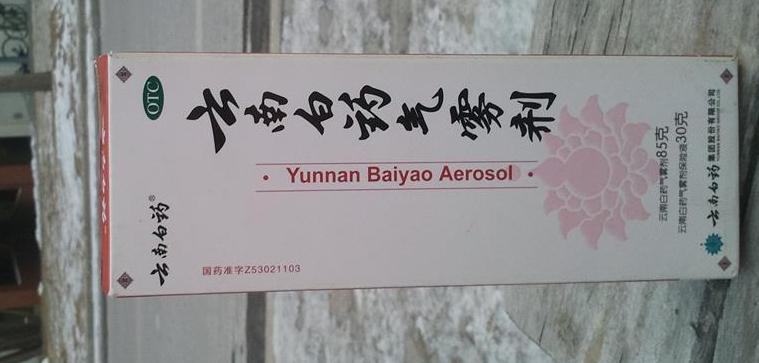 OTC
云南白药®
云南白药气雾剂
· Yunnan Baiyao Aerosol ·
国药准字Z53021103
云南白药气雾剂85克
云南白药气雾剂保险液30克
云南白药集团股份有限公司